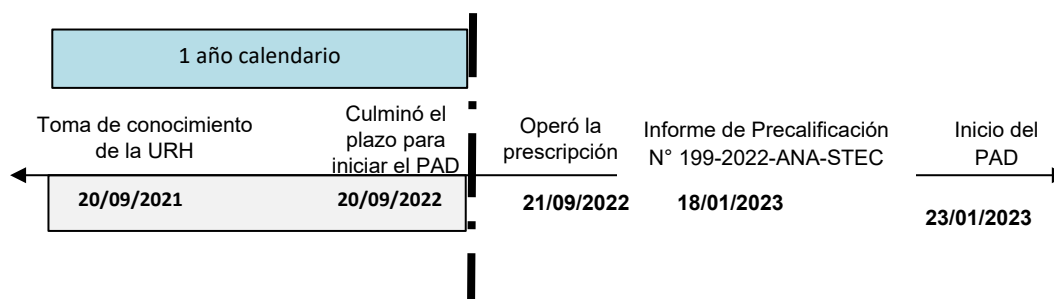 1 año calendario
Toma de conocimiento
de la URH
Culminó el
plazo para
iniciar el PAD
Operó la
prescripción
Informe de Precalificación
N° 199-2022-ANA-STEC
Inicio del
PAD
20/09/2021
20/09/2022
21/09/2022
18/01/2023
23/01/2023